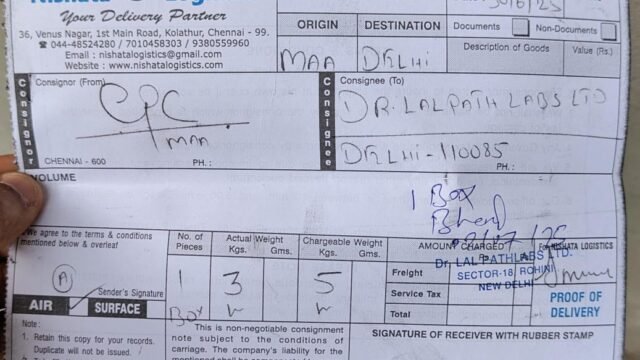 Your Delivery Partner
36, Venus Nagar, 1st Main Road, Kolathur, Chennai - 99.
☎ 044-48524280 / 7010458303 / 9380559960
Email : nishatalogistics@gmail.com
Website : www.nishatalogistics.com
ORIGIN
DESTINATION
MAA
DELHI
Documents
Non-Documents
Description of Goods
Value (Rs.)
Consignor
Consignor (From)
CPC
MAA
CHENNAI - 600
PH. :
Consignee
Consignee (To)
DR. LAL PATH LABS LTD
DELHI - 110085
PH. :
VOLUME
1 Box
We agree to the terms & conditions
mentioned below & overleaf
A
Sender's Signature
AIR
SURFACE
No. of
Pieces
1
Box
Actual Weight
Kgs.
Gms.
3
Chargeable Weight
Kgs.
Gms.
5
AMOUNT CHARGED
Freight
Service Tax
Total
Dr. LAL PATHLABS LTD.
SECTOR-18, ROHINI
NEW DELHI
For NISHATA LOGISTICS
PROOF OF
DELIVERY
Note :
1. Retain this copy for your records.
Duplicate will not be issued.
This is non-negotiable consignment
note subject to the conditions of
carriage. The company's liability for the
SIGNATURE OF RECEIVER WITH RUBBER STAMP